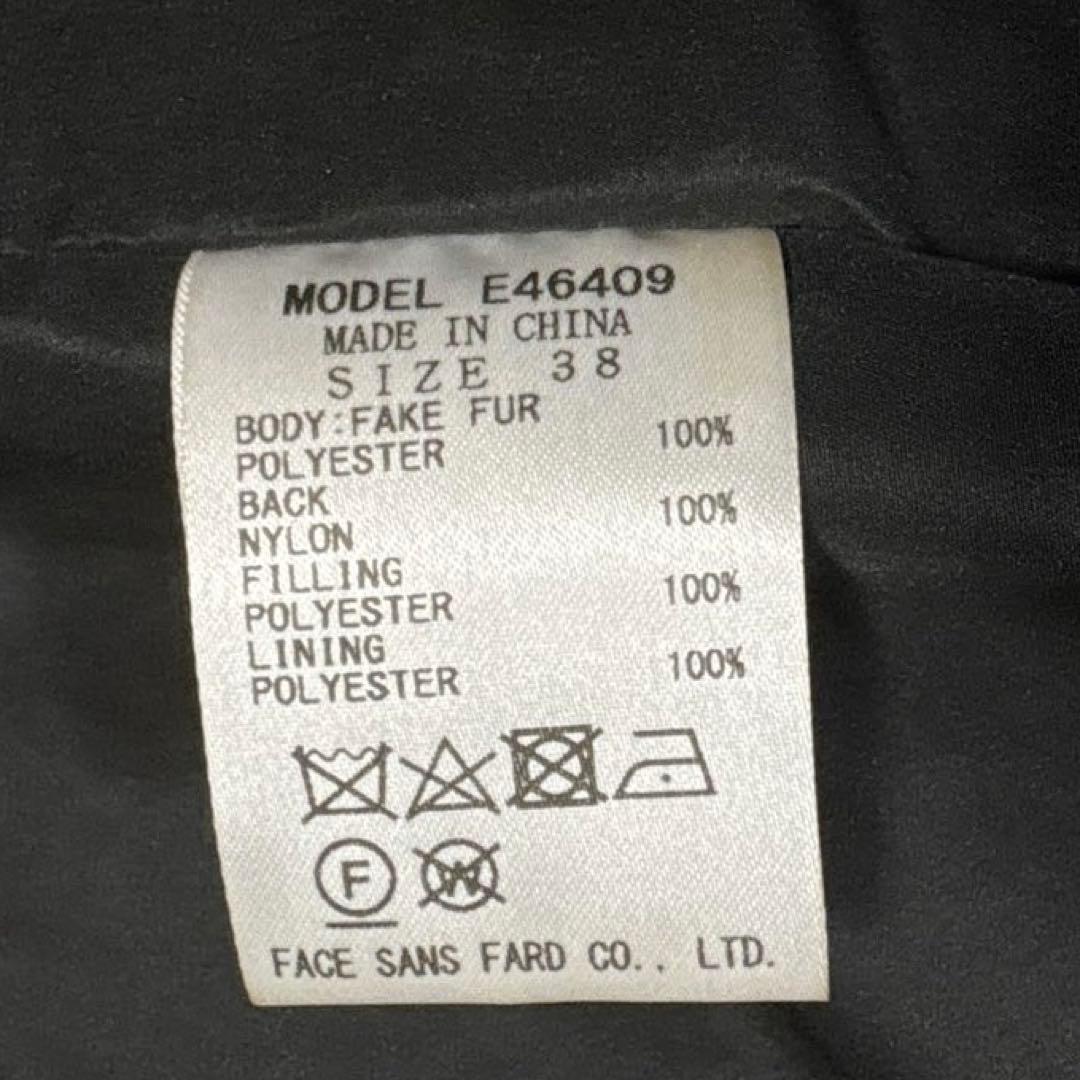 MODEL E46409
MADE IN CHINA
SIZE 38
BODY:FAKE FUR
POLYESTER 100%
BACK
NYLON 100%
FILLING
POLYESTER 100%
LINING
POLYESTER 100%
F W
FACE SANS FARD CO., LTD.